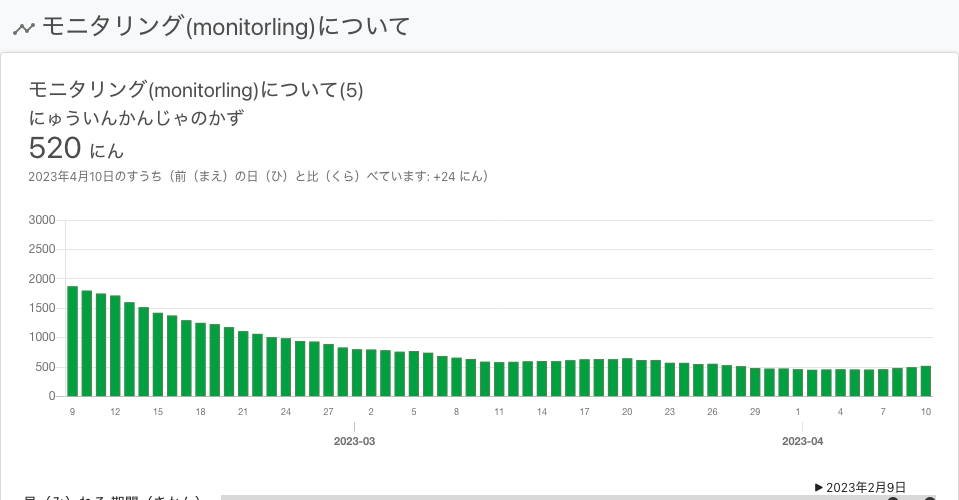 モニタリング(monitorling)について
モニタリング(monitorling)について(5)
にゅういんかんじゃのかず
520 にん
2023年4月10日のすうち（前（まえ）の日（ひ）と比（くら）べています: +24 にん）
3000
2500
2000
1500
1000
500
0
9 12 15 18 21 24 27 2 5 8 11 14 17 20 23 26 29 1 4 7 10
2023-03 2023-04
▶ 2023年2月9日